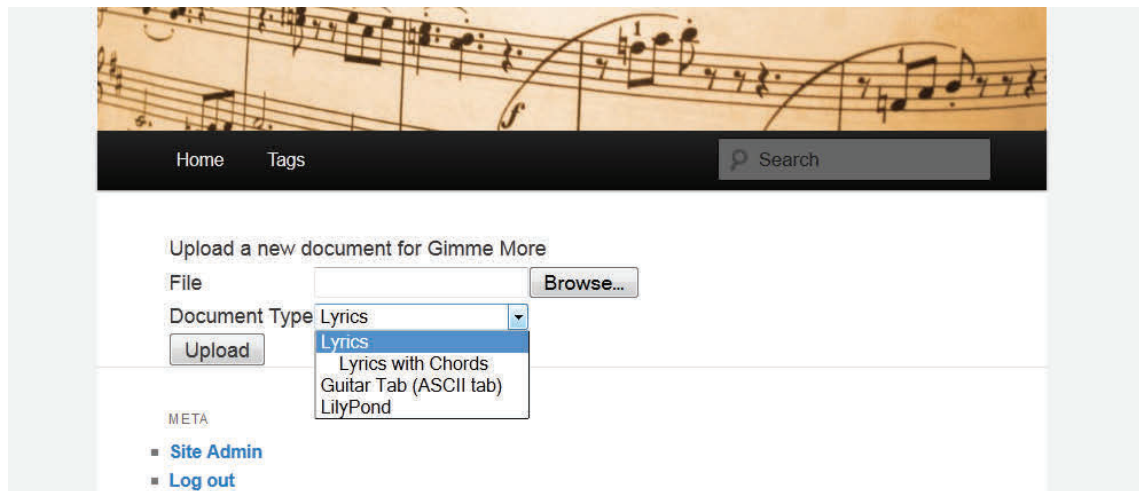 Home Tags Search
Upload a new document for Gimme More
File Browse...
Document Type Lyrics
Upload
Lyrics
Lyrics with Chords
Guitar Tab (ASCII tab)
LilyPond
META
Site Admin
Log out